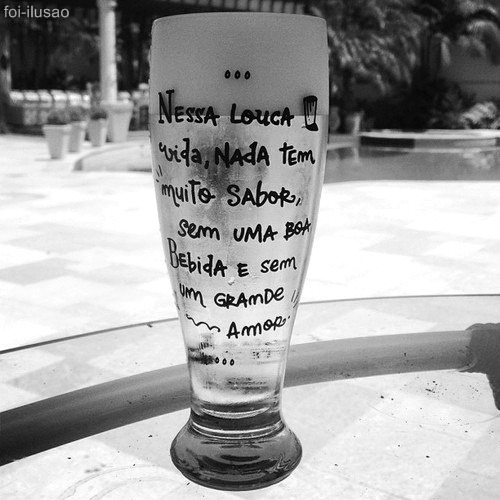 foi-ilusao
...
NESSA LOUCA
vida, NADA TEM
muito SABOR,
sem UMA BOA
BEBIDA E sem
um GRANDE
AMOR.
...